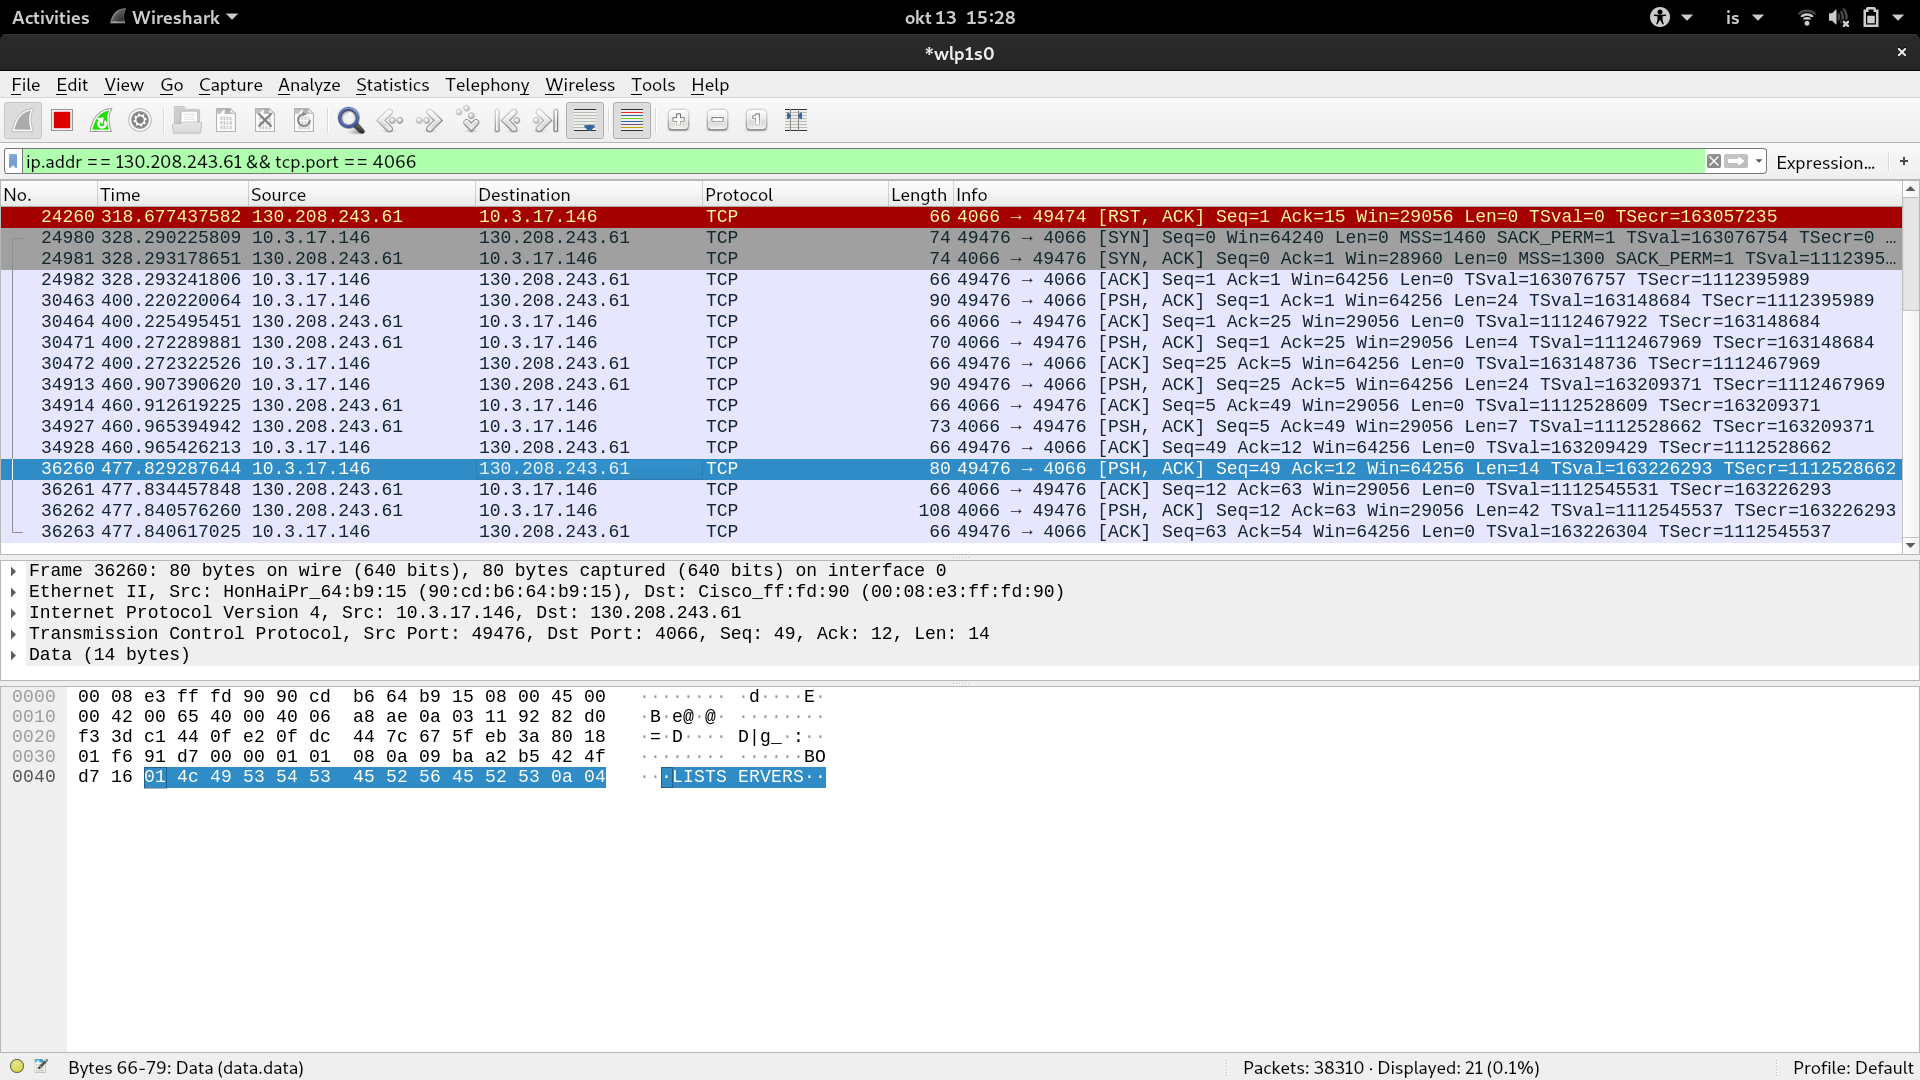 Activities Wireshark okt 13 15:28 is
*wlp1s0 ×
File Edit View Go Capture Analyze Statistics Telephony Wireless Tools Help
ip.addr == 130.208.243.61 && tcp.port == 4066 Expression… +
No. Time Source Destination Protocol Length Info
24260 318.677437582 130.208.243.61 10.3.17.146 TCP 66 4066 → 49474 [RST, ACK] Seq=1 Ack=15 Win=29056 Len=0 TSval=0 TSecr=163057235
24980 328.290225809 10.3.17.146 130.208.243.61 TCP 74 49476 → 4066 [SYN] Seq=0 Win=64240 Len=0 MSS=1460 SACK_PERM=1 TSval=163076754 TSecr=0 …
24981 328.293178651 130.208.243.61 10.3.17.146 TCP 74 4066 → 49476 [SYN, ACK] Seq=0 Ack=1 Win=28960 Len=0 MSS=1300 SACK_PERM=1 TSval=1112395…
24982 328.293241806 10.3.17.146 130.208.243.61 TCP 66 49476 → 4066 [ACK] Seq=1 Ack=1 Win=64256 Len=0 TSval=163076757 TSecr=1112395989
30463 400.220220064 10.3.17.146 130.208.243.61 TCP 90 49476 → 4066 [PSH, ACK] Seq=1 Ack=1 Win=64256 Len=24 TSval=163148684 TSecr=1112395989
30464 400.225495451 130.208.243.61 10.3.17.146 TCP 66 4066 → 49476 [ACK] Seq=1 Ack=25 Win=29056 Len=0 TSval=1112467922 TSecr=163148684
30471 400.272289881 130.208.243.61 10.3.17.146 TCP 70 4066 → 49476 [PSH, ACK] Seq=1 Ack=25 Win=29056 Len=4 TSval=1112467969 TSecr=163148684
30472 400.272322526 10.3.17.146 130.208.243.61 TCP 66 49476 → 4066 [ACK] Seq=25 Ack=5 Win=64256 Len=0 TSval=163148736 TSecr=1112467969
34913 460.907390620 10.3.17.146 130.208.243.61 TCP 90 49476 → 4066 [PSH, ACK] Seq=25 Ack=5 Win=64256 Len=24 TSval=163209371 TSecr=1112467969
34914 460.912619225 130.208.243.61 10.3.17.146 TCP 66 4066 → 49476 [ACK] Seq=5 Ack=49 Win=29056 Len=0 TSval=1112528609 TSecr=163209371
34927 460.965394942 130.208.243.61 10.3.17.146 TCP 73 4066 → 49476 [PSH, ACK] Seq=5 Ack=49 Win=29056 Len=7 TSval=1112528662 TSecr=163209371
34928 460.965426213 10.3.17.146 130.208.243.61 TCP 66 49476 → 4066 [ACK] Seq=49 Ack=12 Win=64256 Len=0 TSval=163209429 TSecr=1112528662
36260 477.829287644 10.3.17.146 130.208.243.61 TCP 80 49476 → 4066 [PSH, ACK] Seq=49 Ack=12 Win=64256 Len=14 TSval=163226293 TSecr=1112528662
36261 477.834457848 130.208.243.61 10.3.17.146 TCP 66 4066 → 49476 [ACK] Seq=12 Ack=63 Win=29056 Len=0 TSval=1112545531 TSecr=163226293
36262 477.840576260 130.208.243.61 10.3.17.146 TCP 108 4066 → 49476 [PSH, ACK] Seq=12 Ack=63 Win=29056 Len=42 TSval=1112545537 TSecr=163226293
36263 477.840617025 10.3.17.146 130.208.243.61 TCP 66 49476 → 4066 [ACK] Seq=63 Ack=54 Win=64256 Len=0 TSval=163226304 TSecr=1112545537
Frame 36260: 80 bytes on wire (640 bits), 80 bytes captured (640 bits) on interface 0
Ethernet II, Src: HonHaiPr_64:b9:15 (90:cd:b6:64:b9:15), Dst: Cisco_ff:fd:90 (00:08:e3:ff:fd:90)
Internet Protocol Version 4, Src: 10.3.17.146, Dst: 130.208.243.61
Transmission Control Protocol, Src Port: 49476, Dst Port: 4066, Seq: 49, Ack: 12, Len: 14
Data (14 bytes)
0000 00 08 e3 ff fd 90 90 cd b6 64 b9 15 08 00 45 00 ········ ·d····E·
0010 00 42 00 65 40 00 40 06 a8 ae 0a 03 11 92 82 d0 ·B·e@·@· ········
0020 f3 3d c1 44 0f e2 0f dc 44 7c 67 5f eb 3a 80 18 ·=·D···· D|g_·:··
0030 01 f6 91 d7 00 00 01 01 08 0a 09 ba a2 b5 42 4f ········ ······BO
0040 d7 16 01 4c 49 53 54 53 45 52 56 45 52 53 0a 04 ···LISTS ERVERS··
Bytes 66-79: Data (data.data) Packets: 38310 · Displayed: 21 (0.1%) Profile: Default